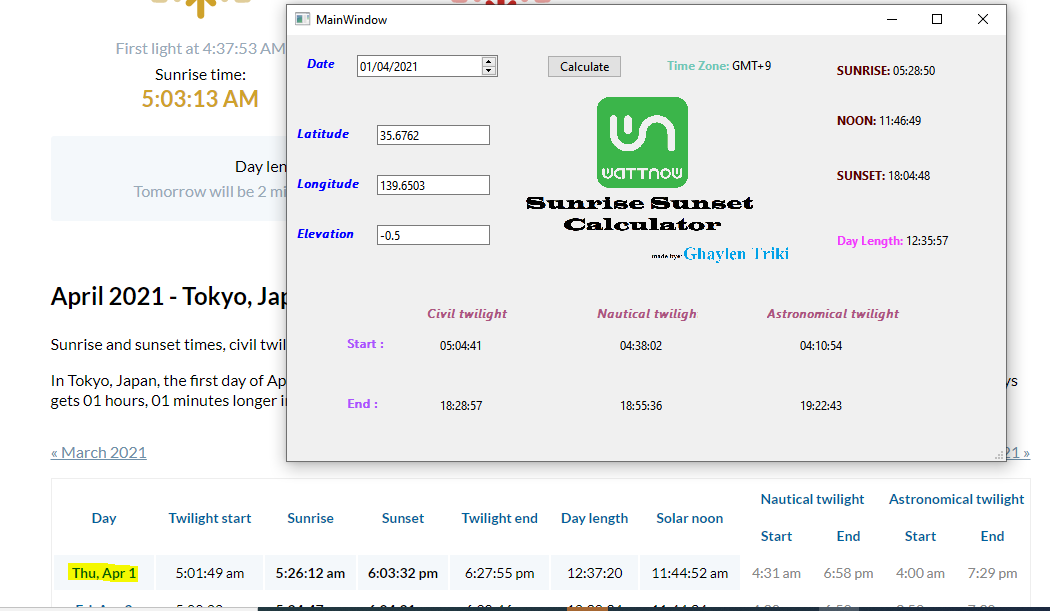 First light at 4:37:53 AM
Sunrise time:
5:03:13 AM
Day len
Tomorrow will be 2 mi
April 2021 - Tokyo, Jap
Sunrise and sunset times, civil twil
In Tokyo, Japan, the first day of Ap
ys
gets 01 hours, 01 minutes longer i
« March 2021
21 »
MainWindow
Date 01/04/2021 Calculate Time Zone: GMT+9 SUNRISE: 05:28:50
NOON: 11:46:49
Latitude 35.6762
wattnow
SUNSET: 18:04:48
Longitude 139.6503
Sunrise Sunset
Calculator
Elevation -0.5
Day Length: 12:35:57
made bye: Ghaylen Triki
Civil twilight Nautical twiligh Astronomical twilight
Start : 05:04:41 04:38:02 04:10:54
End : 18:28:57 18:55:36 19:22:43
Nautical twilight Astronomical twilight
Day Twilight start Sunrise Sunset Twilight end Day length Solar noon
Start End Start End
Thu, Apr 1 5:01:49 am 5:26:12 am 6:03:32 pm 6:27:55 pm 12:37:20 11:44:52 am 4:31 am 6:58 pm 4:00 am 7:29 pm